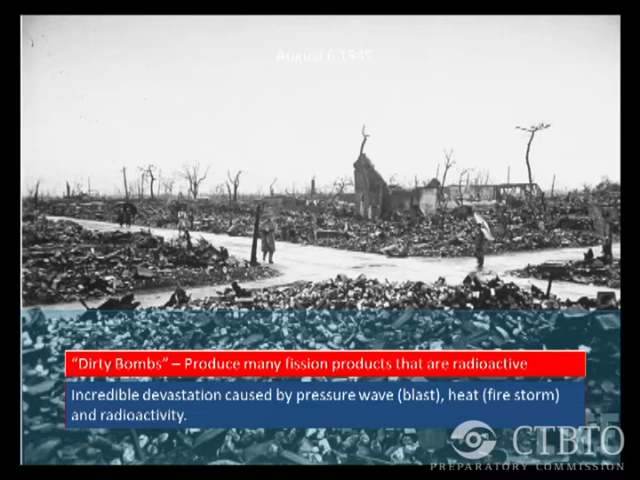 August 6 1945
“Dirty Bombs” – Produce many fission products that are radioactive
Incredible devastation caused by pressure wave (blast), heat (fire storm)
and radioactivity.
CTBTO
PREPARATORY COMMISSION